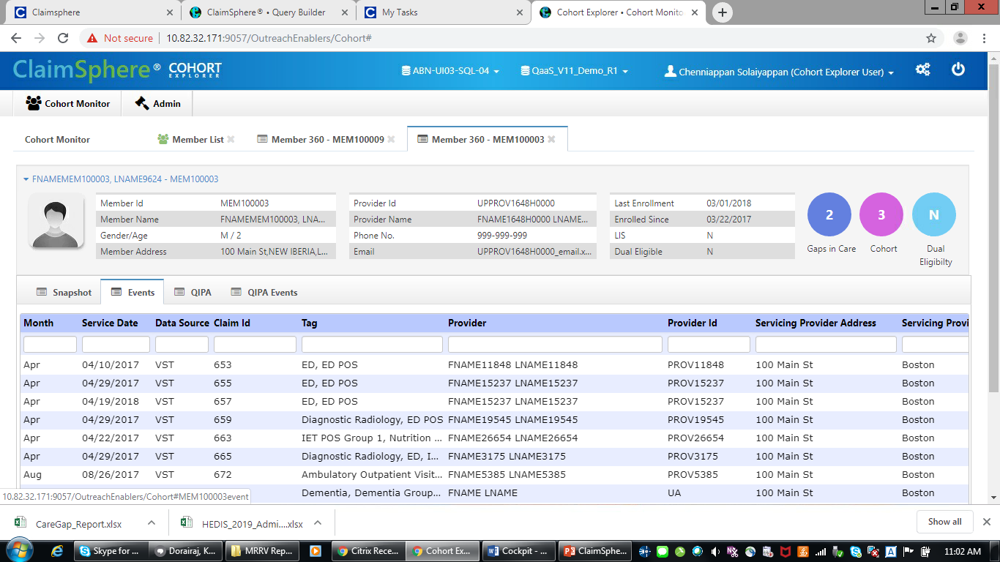 Claimsphere
ClaimSphere® • Query Builder
My Tasks
Cohort Explorer • Cohort Monito
Not secure 10.82.32.171:9057/OutreachEnablers/Cohort#
ClaimSphere® COHORT EXPLORER
ABN-UI03-SQL-04
QaaS_V11_Demo_R1
Chenniappan Solaiyappan (Cohort Explorer User)
Cohort Monitor
Admin
Cohort Monitor
Member List
Member 360 - MEM100009
Member 360 - MEM100003
FNAMEMEM100003, LNAME9624 - MEM100003
Member Id MEM100003
Member Name FNAMEMEM100003, LNA...
Gender/Age M / 2
Member Address 100 Main St,NEW IBERIA,L...
Provider Id UPPROV1648H0000
Provider Name FNAME1648H0000 LNAME...
Phone No. 999-999-999
Email UPPROV1648H0000_email.x...
Last Enrollment 03/01/2018
Enrolled Since 03/22/2017
LIS N
Dual Eligible N
2
Gaps in Care
3
Cohort
N
Dual
Eligibilty
Snapshot Events QIPA QIPA Events
Month Service Date Data Source Claim Id Tag Provider Provider Id Servicing Provider Address Servicing Provi
Apr 04/10/2017 VST 653 ED, ED POS FNAME11848 LNAME11848 PROV11848 100 Main St Boston
Apr 04/29/2017 VST 655 ED, ED POS FNAME15237 LNAME15237 PROV15237 100 Main St Boston
Apr 04/19/2018 VST 657 ED, ED POS FNAME15237 LNAME15237 PROV15237 100 Main St Boston
Apr 04/29/2017 VST 659 Diagnostic Radiology, ED POS FNAME19545 LNAME19545 PROV19545 100 Main St Boston
Apr 04/22/2017 VST 663 IET POS Group 1, Nutrition ... FNAME26654 LNAME26654 PROV26654 100 Main St Boston
Apr 04/29/2017 VST 665 Diagnostic Radiology, ED, I... FNAME3175 LNAME3175 PROV3175 100 Main St Boston
Aug 08/26/2017 VST 672 Ambulatory Outpatient Visit... FNAME5385 LNAME5385 PROV5385 100 Main St Boston
Dementia, Dementia Group... FNAME LNAME UA 100 Main St Boston
10.82.32.171:9057/OutreachEnablers/Cohort#MEM100003event
CareGap_Report.xlsx
HEDIS_2019_Admi....xlsx
Show all
Skype for ...
Dorairaj, K...
MRRV Rep...
Citrix Rece...
Cohort Ex...
Cockpit - ...
ClaimSphe...
11:02 AM